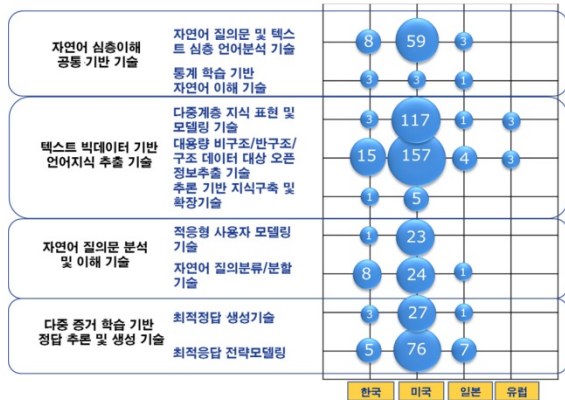 자연어 심층이해
공통 기반 기술
자연어 질의문 및 텍스
트 심층 언어분석 기술
8 59 3
통계 학습 기반
자연어 이해 기술
3 3 1
텍스트 빅데이터 기반
언어지식 추출 기술
다중계층 지식 표현 및
모델링 기술
3 117 1 3
대용량 비구조/반구조/
구조 데이터 대상 오픈
정보추출 기술
15 157 4 3
추론 기반 지식구축 및
확장기술
1 5
자연어 질의문 분석
및 이해 기술
적응형 사용자 모델링
기술
1 23
자연어 질의분류/분할
기술
8 24 1
다중 증거 학습 기반
정답 추론 및 생성 기술
최적정답 생성기술
3 27 1
최적응답 전략모델링
5 76 7
한국 미국 일본 유럽